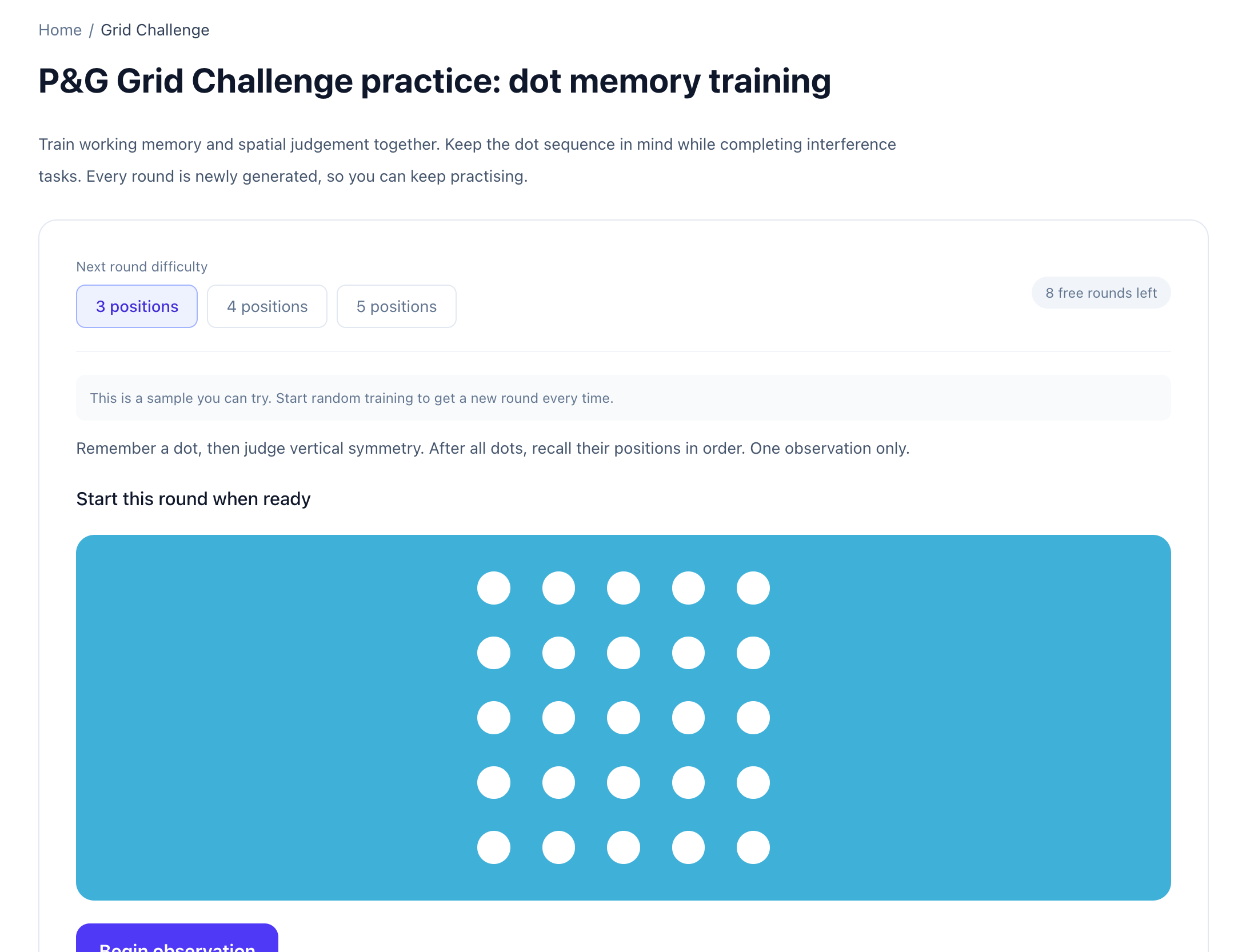 Home / Grid Challenge
P&G Grid Challenge practice: dot memory training
Train working memory and spatial judgement together. Keep the dot sequence in mind while completing interference
tasks. Every round is newly generated, so you can keep practising.
Next round difficulty
3 positions
4 positions
5 positions
8 free rounds left
This is a sample you can try. Start random training to get a new round every time.
Remember a dot, then judge vertical symmetry. After all dots, recall their positions in order. One observation only.
Start this round when ready
Begin observation